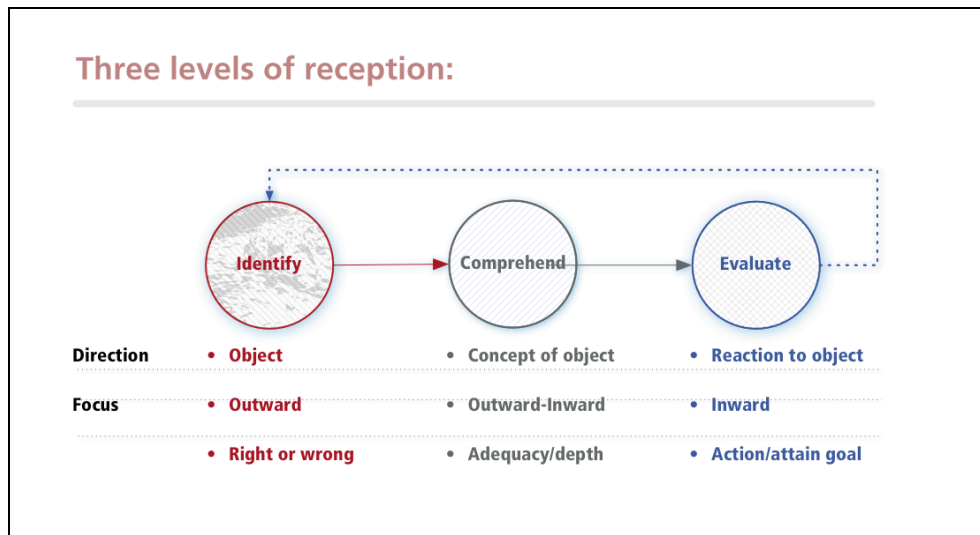 Three levels of reception:
Identify
Comprehend
Evaluate
Direction • Object • Concept of object • Reaction to object
Focus • Outward • Outward-Inward • Inward
• Right or wrong • Adequacy/depth • Action/attain goal